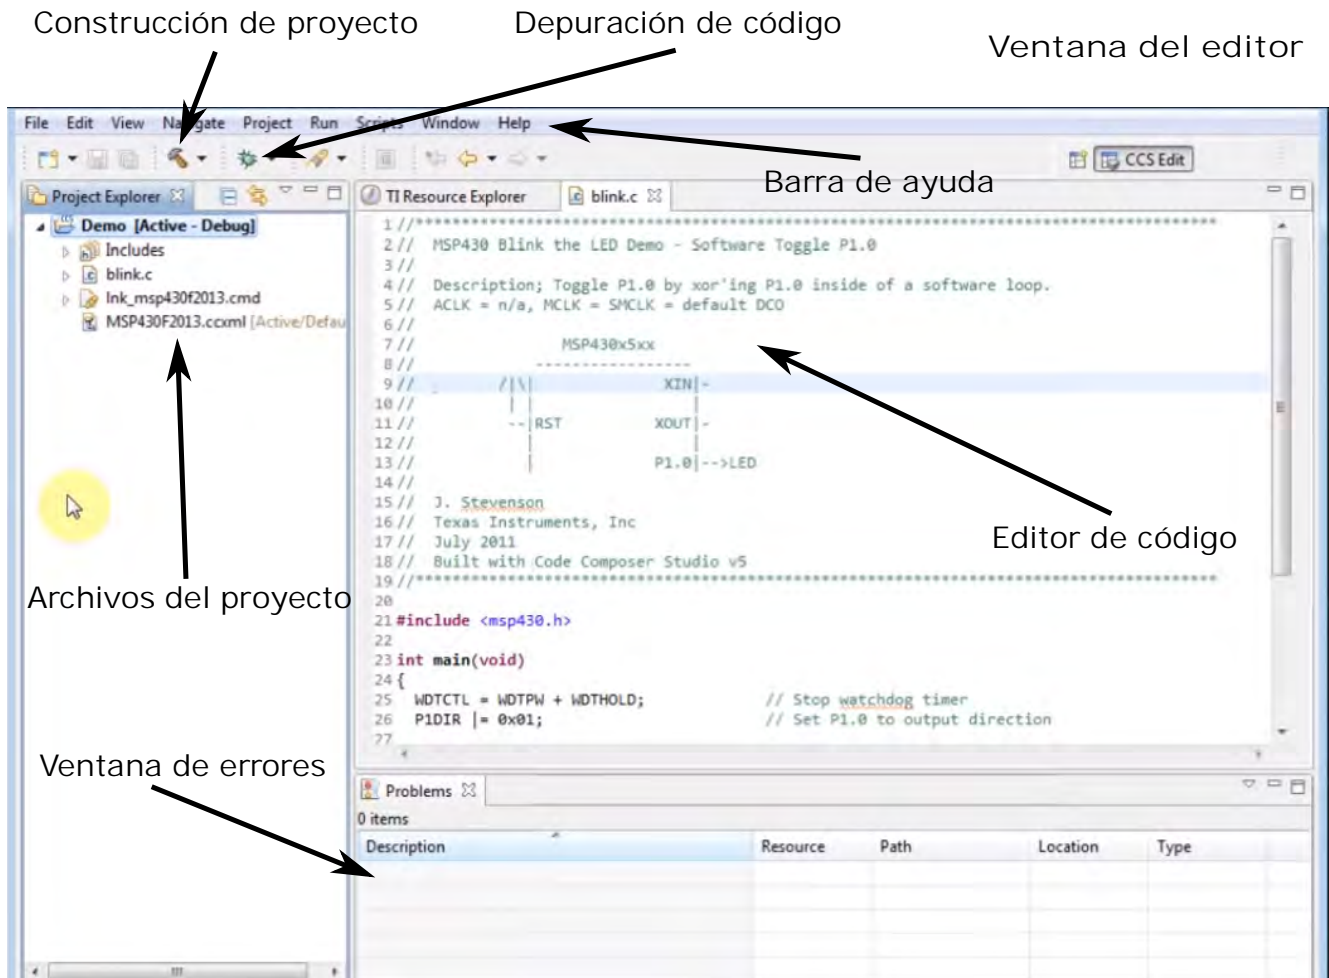 Construcción de proyecto
Depuración de código
Ventana del editor
File Edit View Navigate Project Run Scripts Window Help
CCS Edit
Barra de ayuda
Project Explorer
TI Resource Explorer
blink.c
Demo [Active - Debug]
Includes
blink.c
lnk_msp430f2013.cmd
MSP430F2013.ccxml [Active/Defau
1 //****************************************************************************************************
2 // MSP430 Blink the LED Demo - Software Toggle P1.0
3 //
4 // Description; Toggle P1.0 by xor'ing P1.0 inside of a software loop.
5 // ACLK = n/a, MCLK = SMCLK = default DCO
6 //
7 // MSP430x5xx
8 // -----------------
9 // /|\| XIN|-
10 // | | |
11 // --|RST XOUT|-
12 // | |
13 // | P1.0|-->LED
14 //
15 // J. Stevenson
16 // Texas Instruments, Inc
17 // July 2011
18 // Built with Code Composer Studio v5
19 //****************************************************************************************************
20
21 #include <msp430.h>
22
23 int main(void)
24 {
25 WDTCTL = WDTPW + WDTHOLD; // Stop watchdog timer
26 P1DIR |= 0x01; // Set P1.0 to output direction
27
Editor de código
Archivos del proyecto
Ventana de errores
Problems
0 items
Description Resource Path Location Type